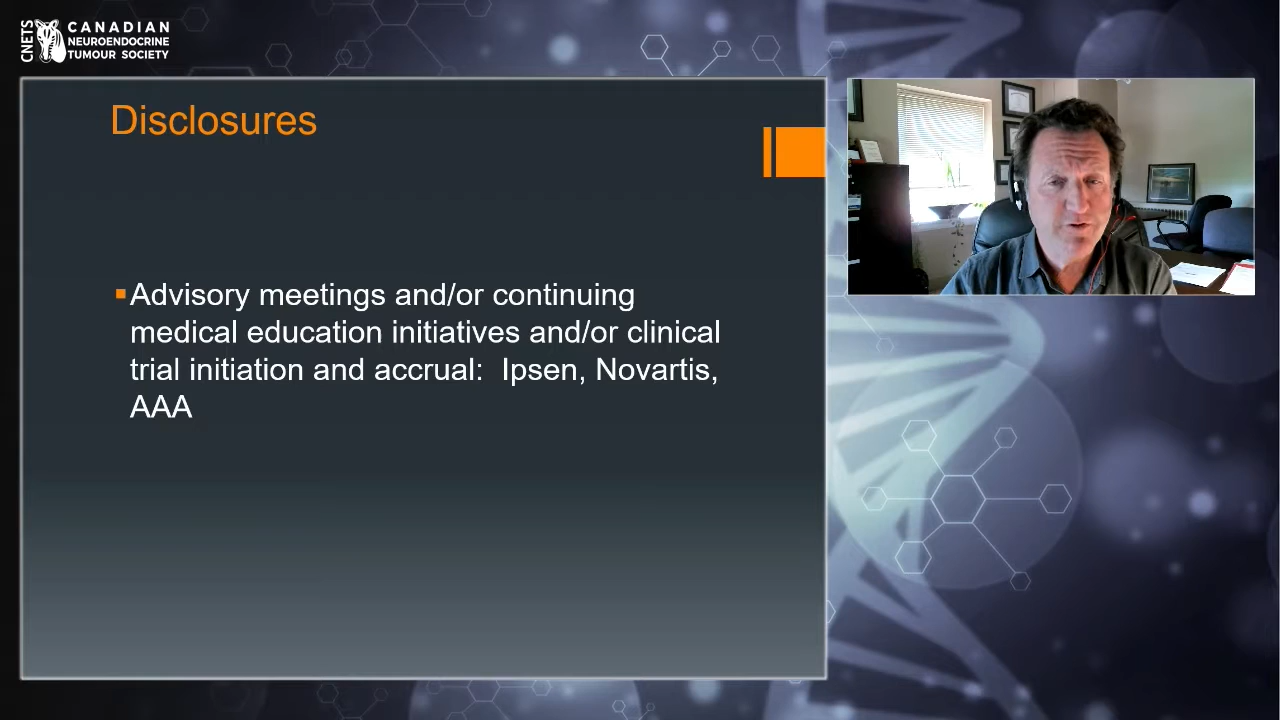 CNETS
CANADIAN
NEUROENDOCRINE
TUMOUR SOCIETY
Disclosures
Advisory meetings and/or continuing
medical education initiatives and/or clinical
trial initiation and accrual:  Ipsen, Novartis,
AAA